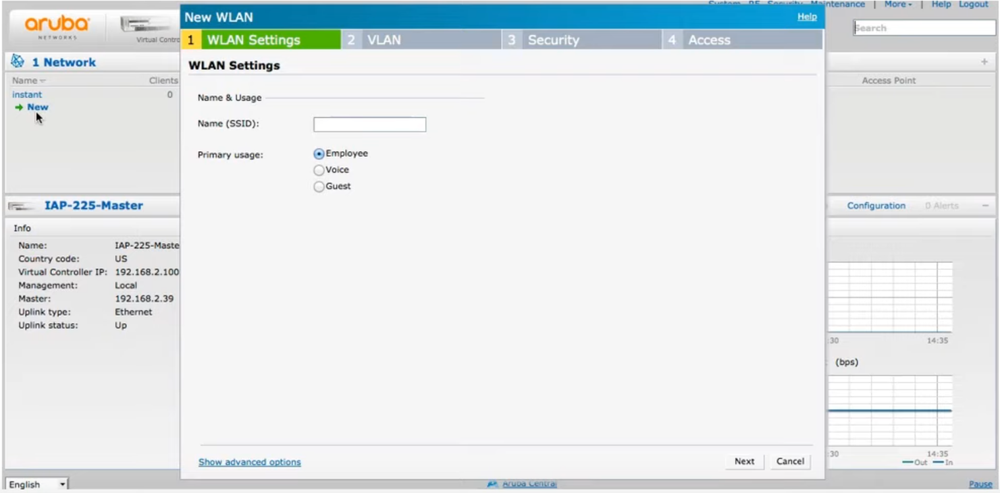 System RF Security Maintenance | More | Help Logout
aruba
NETWORKS
Virtual Contro
Search
New WLAN
Help
1 WLAN Settings
2 VLAN
3 Security
4 Access
1 Network
+
Name
Clients
Access Point
instant 0
New
WLAN Settings
Name & Usage
Name (SSID):
Primary usage:
Employee
Voice
Guest
IAP-225-Master
Configuration
0 Alerts
Info
Name: IAP-225-Maste
Country code: US
Virtual Controller IP: 192.168.2.100
Management: Local
Master: 192.168.2.39
Uplink type: Ethernet
Uplink status: Up
:30 14:35
(bps)
:30 14:35
Out In
Show advanced options
Next
Cancel
English
Aruba Central
Pause